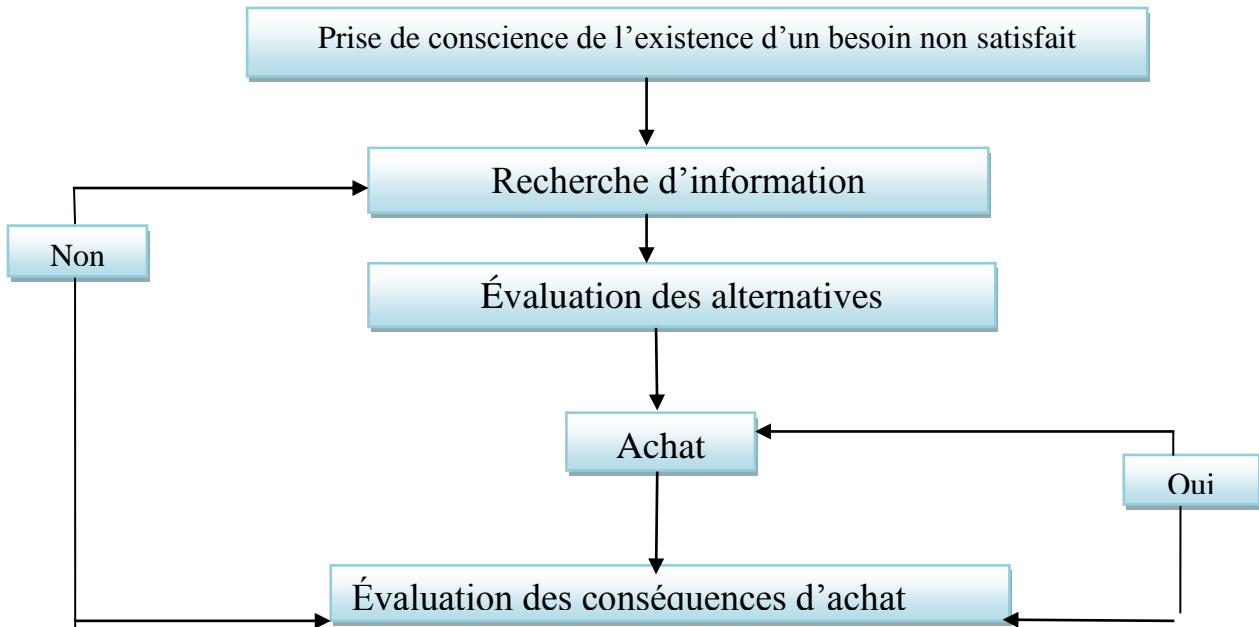 Prise de conscience de l’existence d’un besoin non satisfait
Recherche d’information
Non
Évaluation des alternatives
Achat
Oui
Évaluation des conséquences d’achat